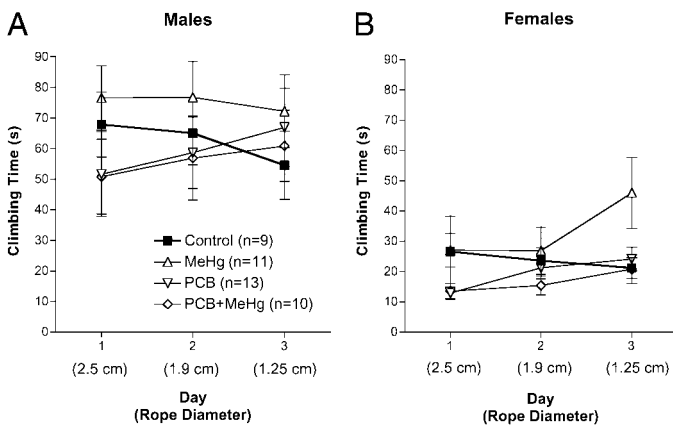 A
Males
Climbing Time (s)
90
80
70
60
50
40
30
20
10
0
Control (n=9)
MeHg (n=11)
PCB (n=13)
PCB+MeHg (n=10)
1
2
3
(2.5 cm)
(1.9 cm)
(1.25 cm)
Day
(Rope Diameter)
B
Females
Climbing Time (s)
90
80
70
60
50
40
30
20
10
0
1
2
3
(2.5 cm)
(1.9 cm)
(1.25 cm)
Day
(Rope Diameter)